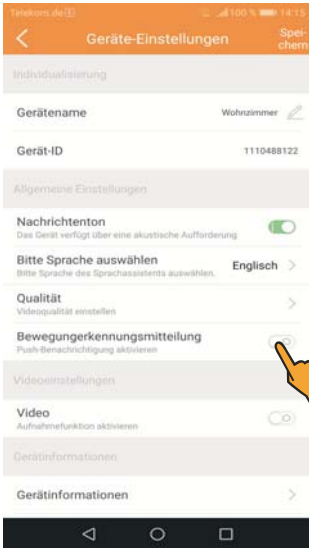 Telekom.de
100 % 14:15
Geräte-Einstellungen
Spei-
chern
Individualisierung
Gerätename Wohnzimmer
Gerät-ID 1110488122
Allgemeine Einstellungen
Nachrichtenton
Das Gerät verfügt über eine akustische Aufforderung
Bitte Sprache auswählen Englisch
Bitte Sprache des Sprachassistents auswählen.
Qualität
Videoqualität einstellen
Bewegungerkennungsmitteilung
Push-Benachrichtigung aktivieren
Videoeinstellungen
Video
Aufnahmefunktion aktivieren
Gerätinformationen
Gerätinformationen